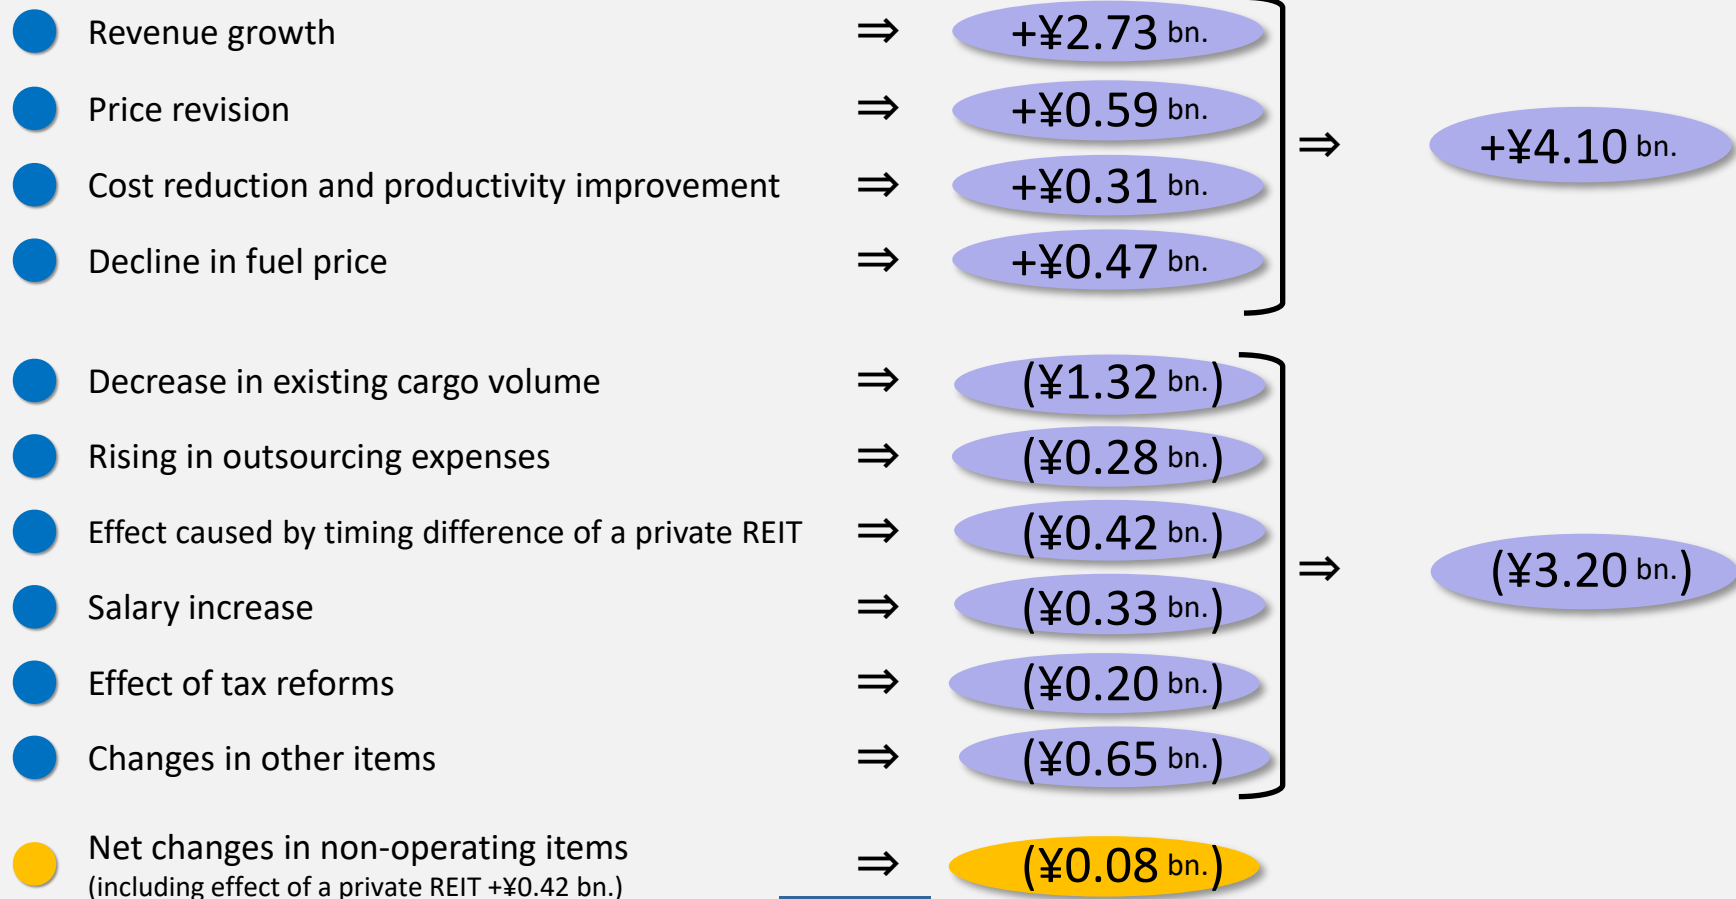 Revenue growth ⇒ +¥2.73 bn.
Price revision ⇒ +¥0.59 bn.
⇒ +¥4.10 bn.
Cost reduction and productivity improvement ⇒ +¥0.31 bn.
Decline in fuel price ⇒ +¥0.47 bn.
Decrease in existing cargo volume ⇒ (¥1.32 bn.)
Rising in outsourcing expenses ⇒ (¥0.28 bn.)
Effect caused by timing difference of a private REIT ⇒ (¥0.42 bn.)
⇒ (¥3.20 bn.)
Salary increase ⇒ (¥0.33 bn.)
Effect of tax reforms ⇒ (¥0.20 bn.)
Changes in other items ⇒ (¥0.65 bn.)
Net changes in non-operating items ⇒ (¥0.08 bn.)
(including effect of a private REIT +¥0.42 bn.)